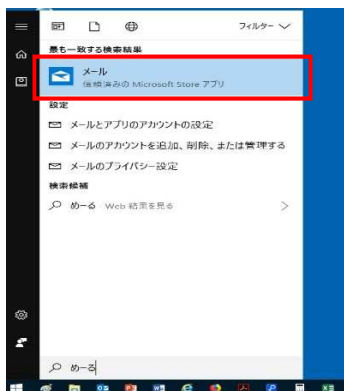 フィルター
最も一致する検索結果
メール
信頼済みの Microsoft Store アプリ
設定
メールとアプリのアカウントの設定
メールのアカウントを追加、削除、または管理する
メールのプライバシー設定
検索候補
めーる - Web 結果を見る
めーる